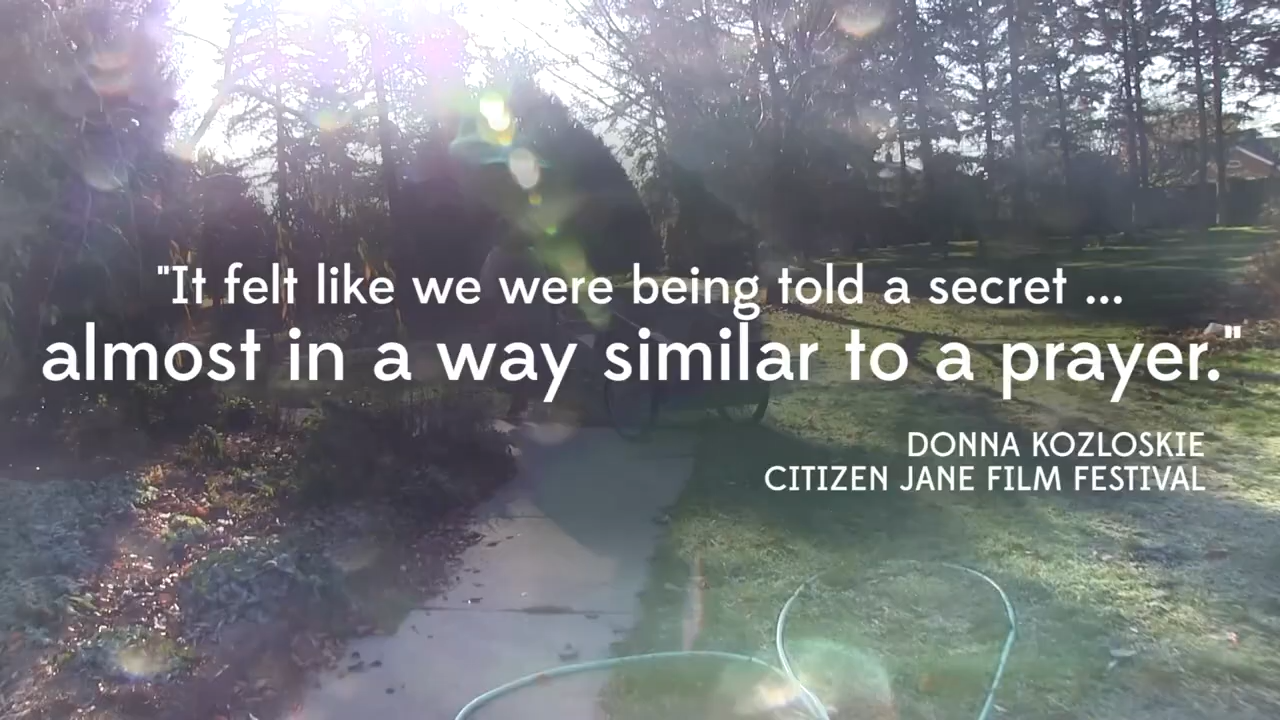 "It felt like we were being told a secret ...
almost in a way similar to a prayer."
DONNA KOZLOSKIE
CITIZEN JANE FILM FESTIVAL